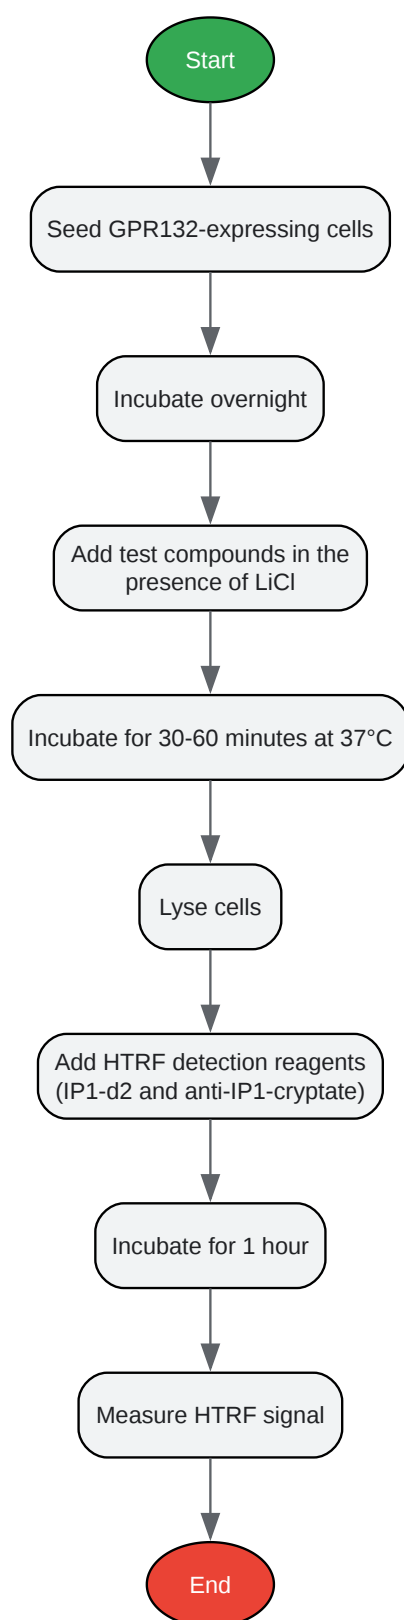 Start
Seed GPR132-expressing cells
Incubate overnight
Add test compounds in the
presence of LiCl
Incubate for 30-60 minutes at 37°C
Lyse cells
Add HTRF detection reagents
(IP1-d2 and anti-IP1-cryptate)
Incubate for 1 hour
Measure HTRF signal
End